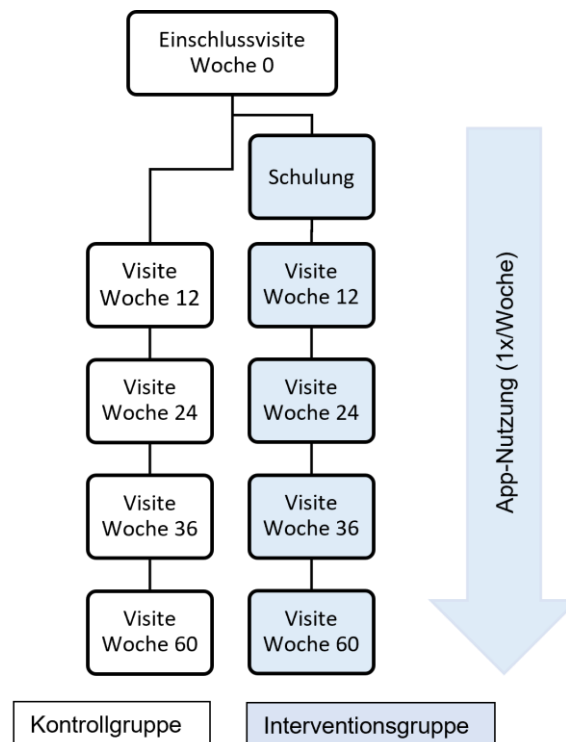 Einschlussvisite
Woche 0
Schulung
Visite
Woche 12
Visite
Woche 12
Visite
Woche 24
Visite
Woche 24
Visite
Woche 36
Visite
Woche 36
Visite
Woche 60
Visite
Woche 60
App-Nutzung (1x/Woche)
Kontrollgruppe
Interventionsgruppe